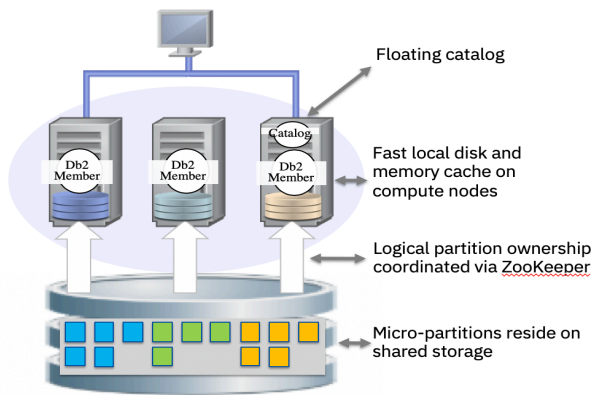 Floating catalog
Catalog
Db2
Member
Db2
Member
Db2
Member
Fast local disk and
memory cache on
compute nodes
Logical partition ownership
coordinated via ZooKeeper
Micro-partitions reside on
shared storage